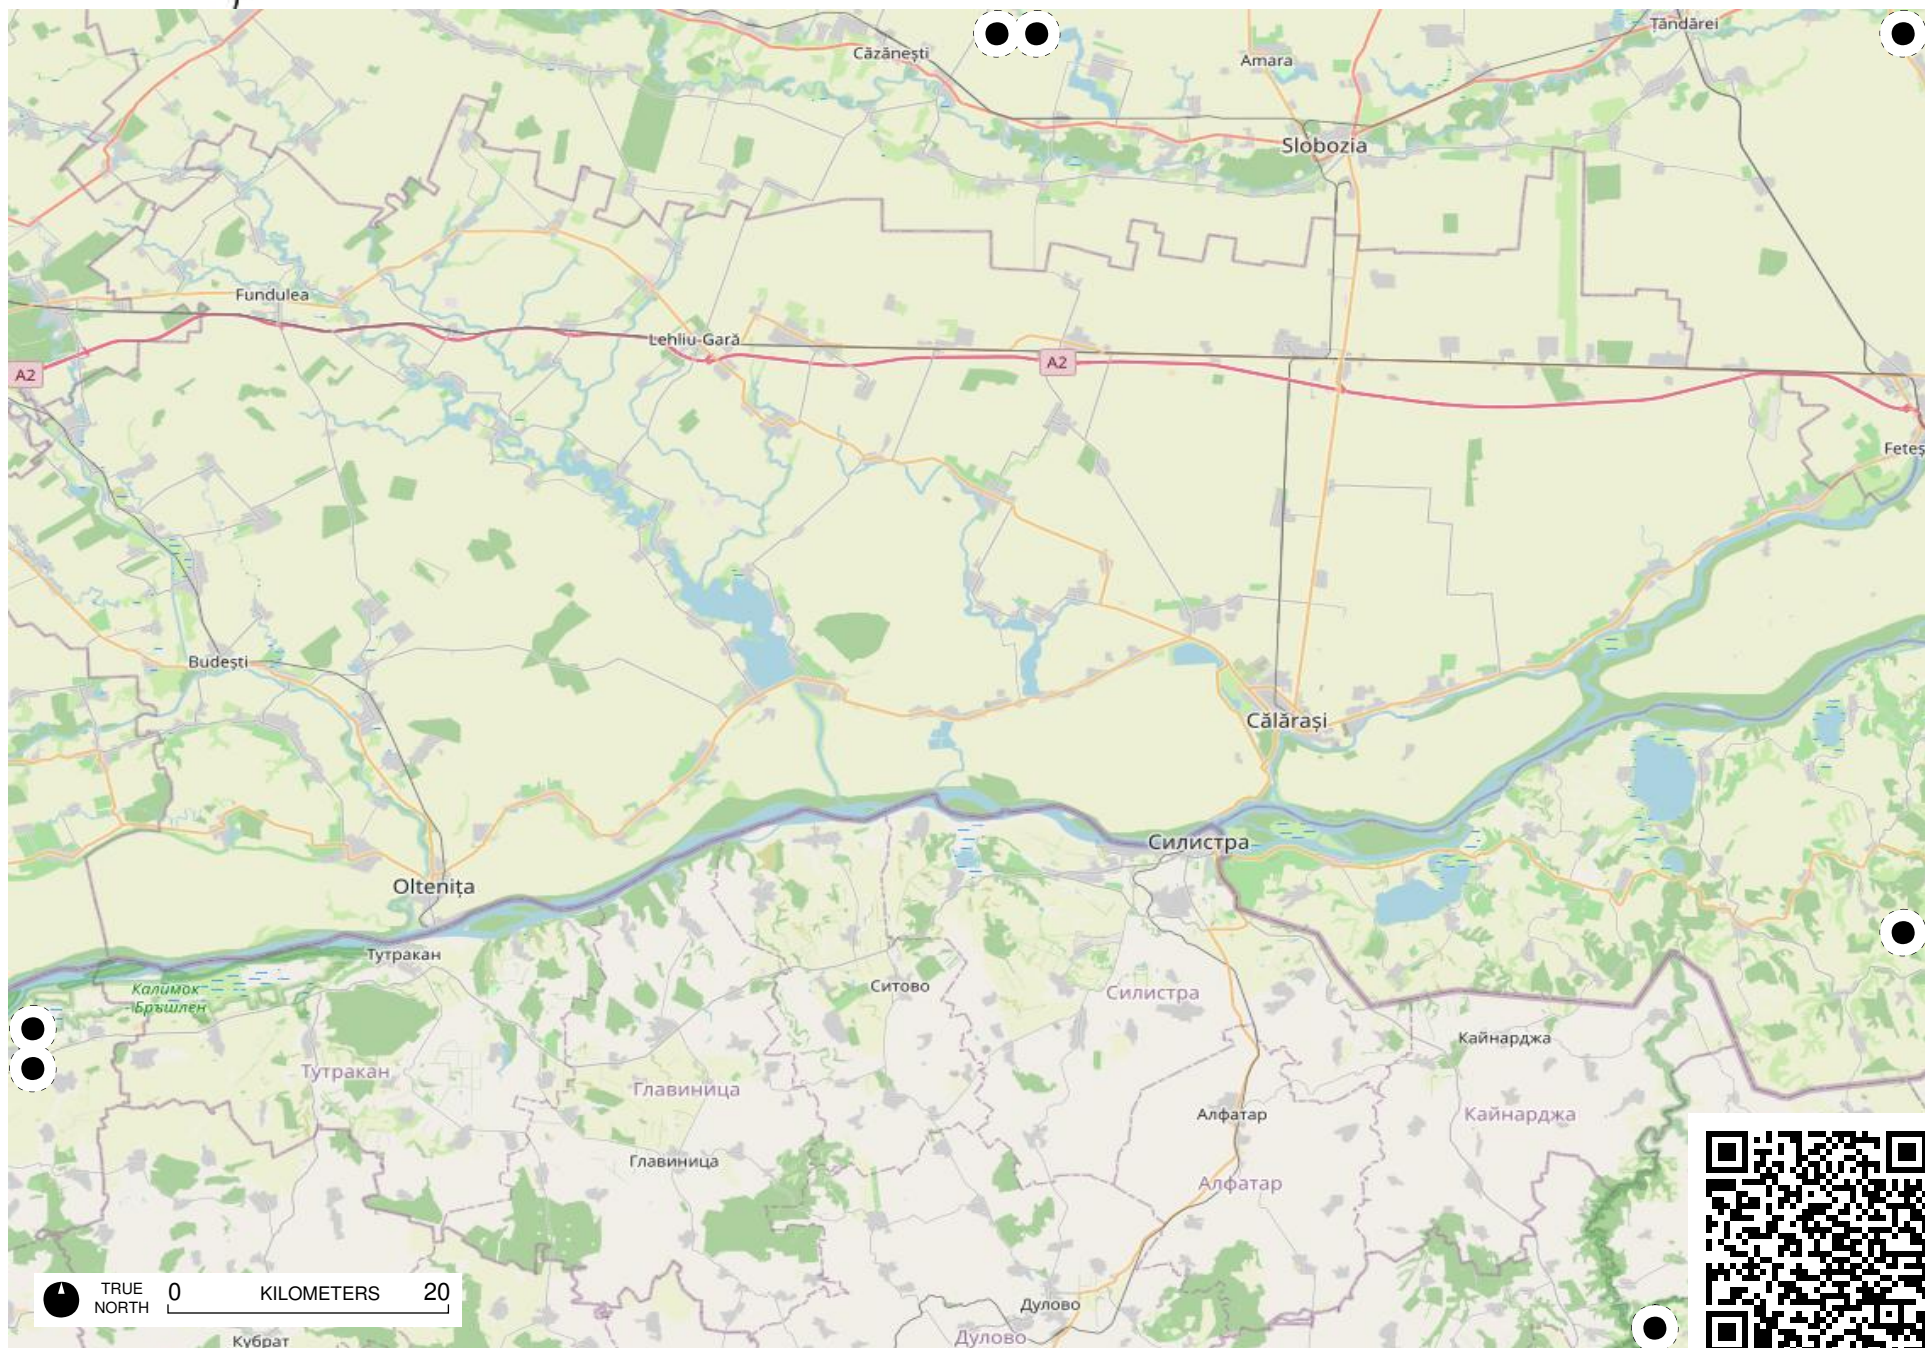 Țăndărei
Căzănești
Amara
Slobozia
Fundulea
Lehliu-Gară
A2
A2
Feteș
Budești
Călărași
Силистра
Oltenița
Тутракан
Калимок
- Бръшлен
Ситово
Силистра
Кайнарджа
Тутракан
Главиница
Алфатар
Кайнарджа
Главиница
Алфатар
TRUE
NORTH
0 KILOMETERS 20
Дулово
Дулово
Кубрат